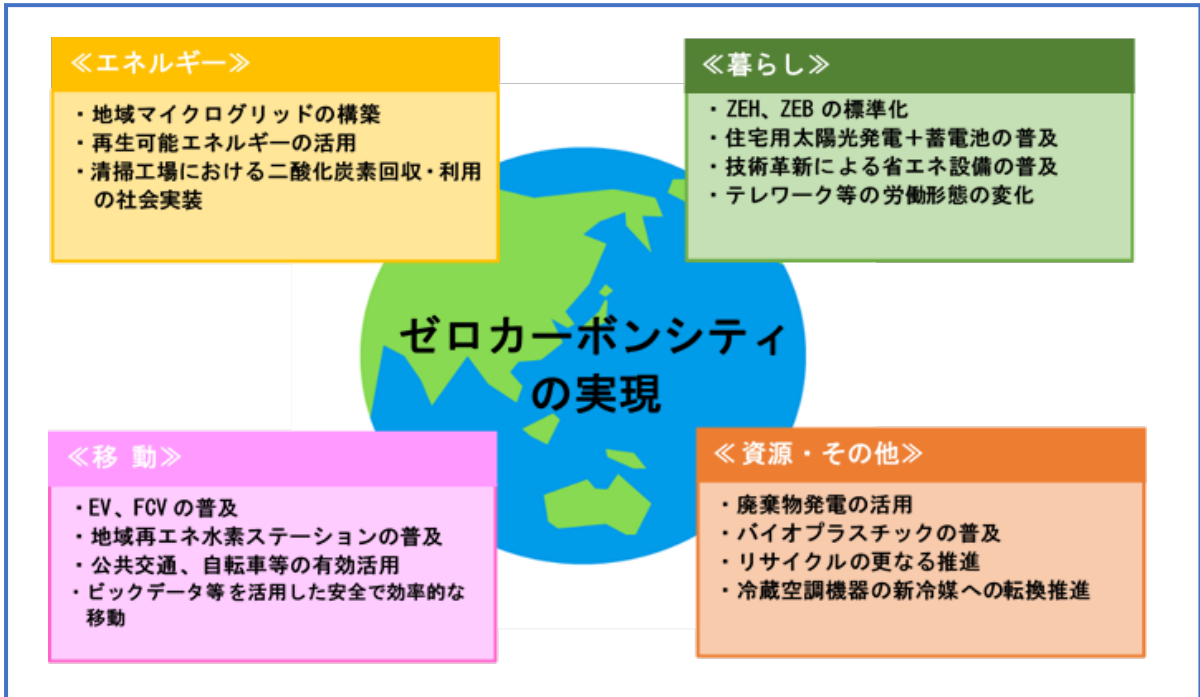 ≪エネルギー≫
・地域マイクログリッドの構築
・再生可能エネルギーの活用
・清掃工場における二酸化炭素回収・利用
の社会実装
≪暮らし≫
・ZEH、ZEB の標準化
・住宅用太陽光発電＋蓄電池の普及
・技術革新による省エネ設備の普及
・テレワーク等の労働形態の変化
ゼロカーボンシティ
の実現
≪移 動≫
・EV、FCV の普及
・地域再エネ水素ステーションの普及
・公共交通、自転車等の有効活用
・ビックデータ等を活用した安全で効率的な
移動
≪資源・その他≫
・廃棄物発電の活用
・バイオプラスチックの普及
・リサイクルの更なる推進
・冷蔵空調機器の新冷媒への転換推進